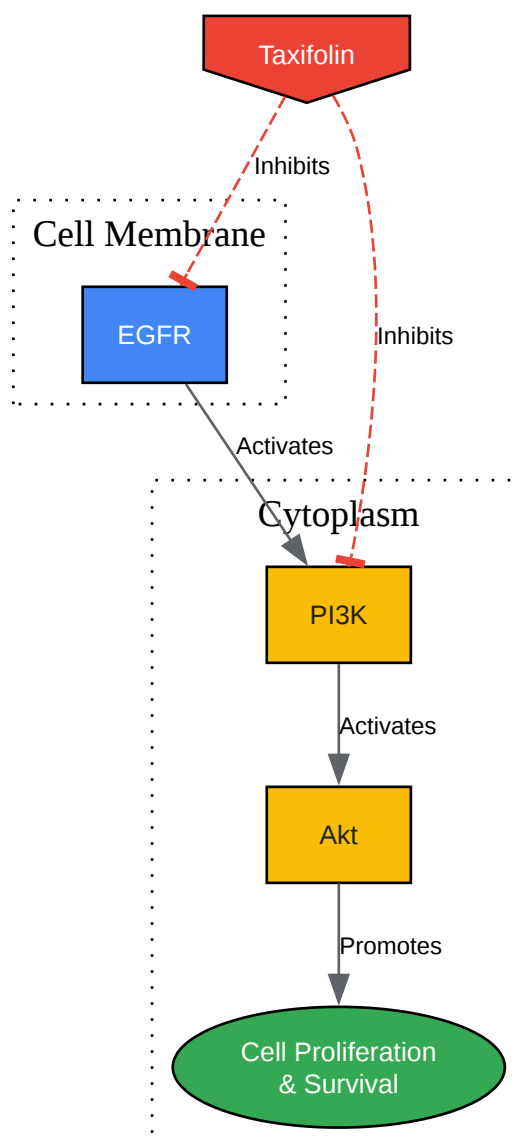 Taxifolin
Inhibits
Cell Membrane
EGFR
Inhibits
Activates
Cytoplasm
PI3K
Activates
Akt
Promotes
Cell Proliferation
& Survival